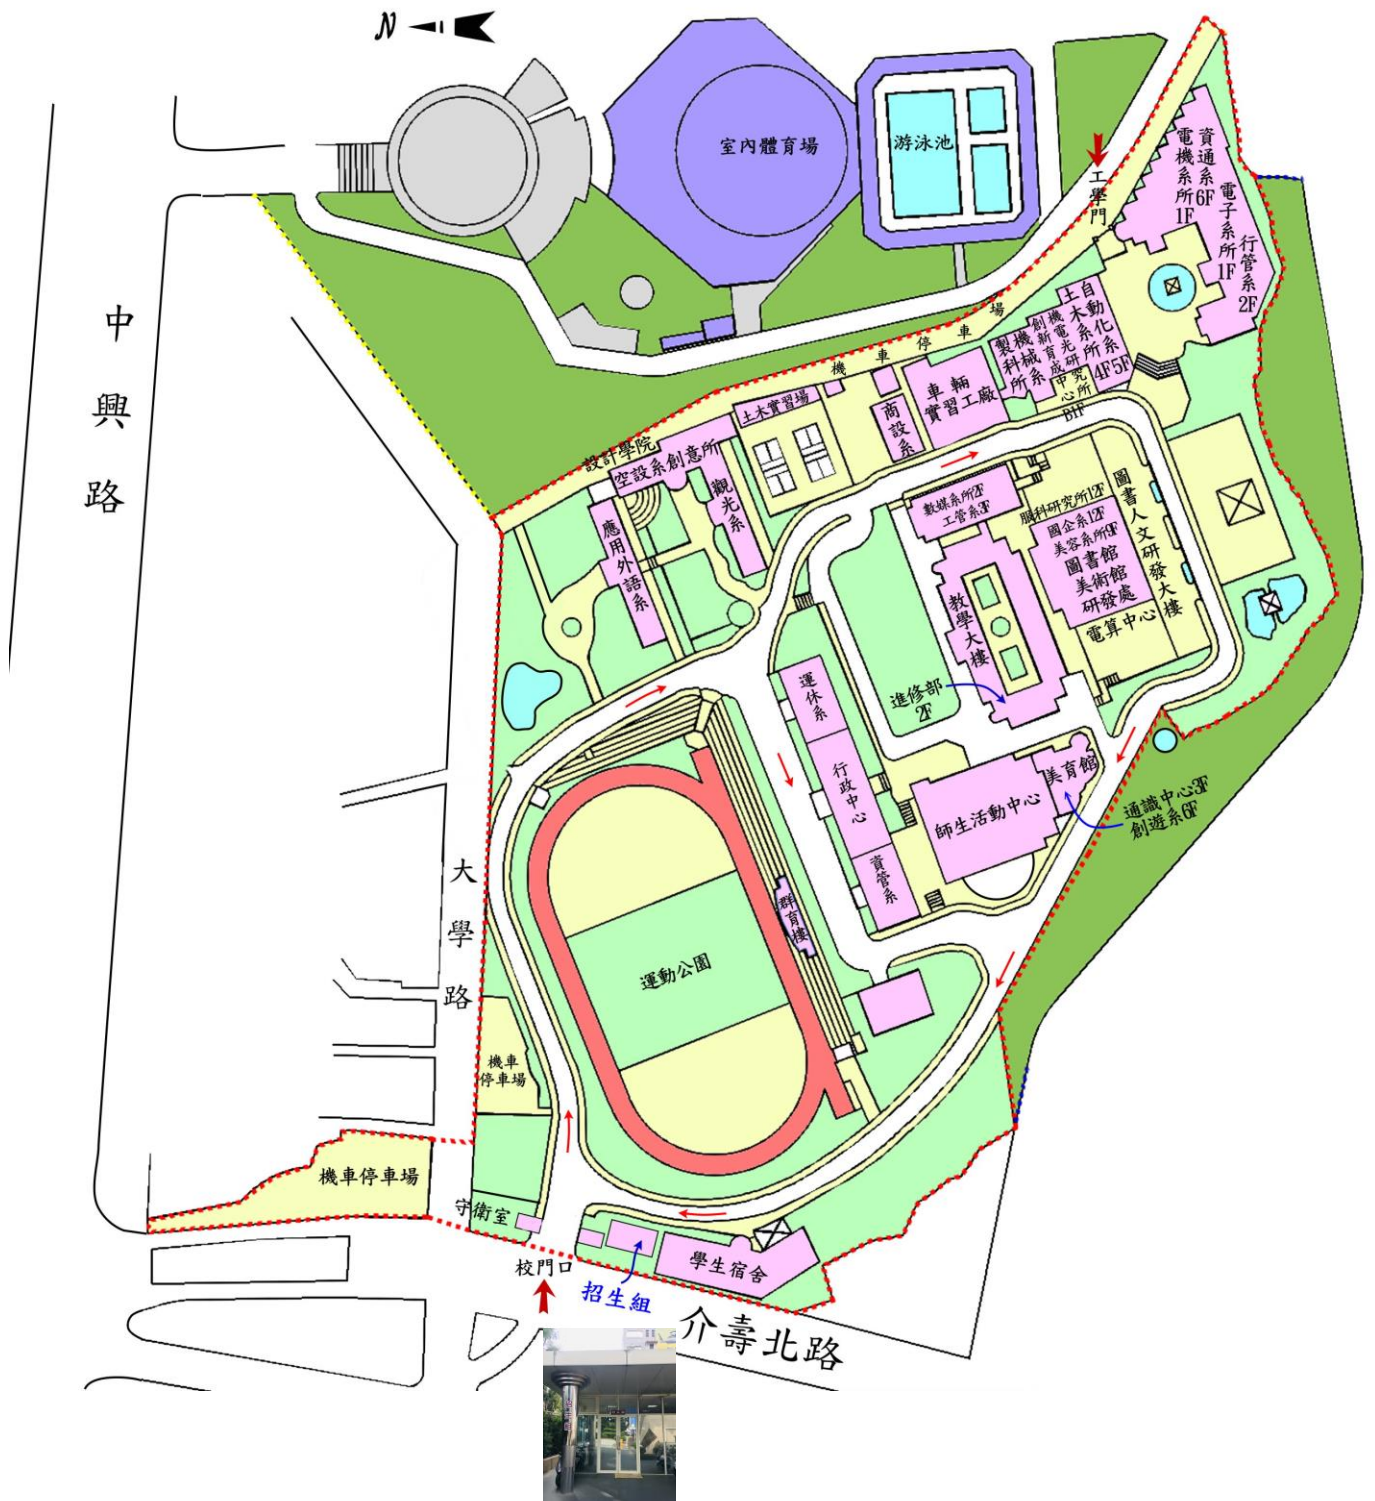 N
室內體育場
游泳池
工學門
資通系6F
電機系所1F
電子系所1F
行管系2F
中興路
機車停車場
自動化系5F
土木系所4F
機電光研究所B1F
創新育成中心
機械系
製科所
車輛
實習工廠
商設系
土木實習場
設計學院
空設系創意所
觀光系
應用外語系
數媒系所2F
工管系3F
服科研究所12F
國企系12F
美容系所9F
圖書館
美術館
研發處
電算中心
圖書人文研發大樓
教學大樓
進修部
2F
運休系
行政中心
資管系
師生活動中心
美育館
通識中心3F
創遊系6F
大學路
群育樓
運動公園
機車
停車場
機車停車場
守衛室
校門口
招生組
學生宿舍
介壽北路